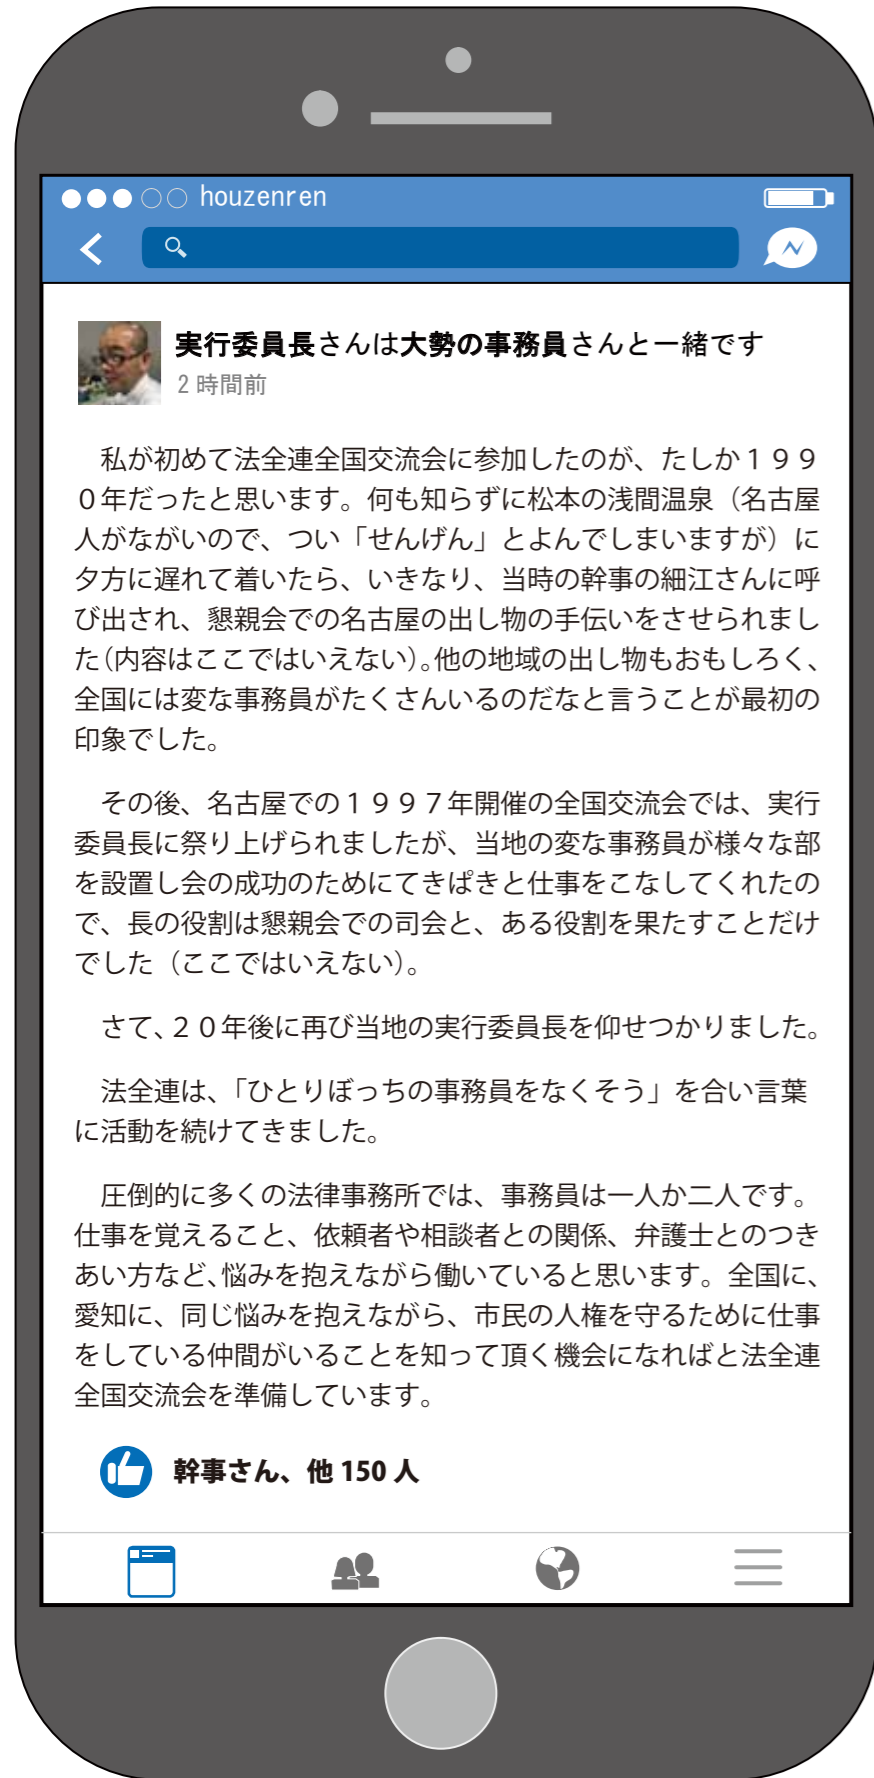 houzenren
実行委員長さんは大勢の事務員さんと一緒です
2 時間前
私が初めて法全連全国交流会に参加したのが、たしか１９９
０年だったと思います。何も知らずに松本の浅間温泉（名古屋
人がながいので、つい「せんげん」とよんでしまいますが）に
夕方に遅れて着いたら、いきなり、当時の幹事の細江さんに呼
び出され、懇親会での名古屋の出し物の手伝いをさせられまし
た（内容はここではいえない）。他の地域の出し物もおもしろく、
全国には変な事務員がたくさんいるのだなと言うことが最初の
印象でした。
その後、名古屋での１９９７年開催の全国交流会では、実行
委員長に祭り上げられましたが、当地の変な事務員が様々な部
を設置し会の成功のためにてきぱきと仕事をこなしてくれたの
で、長の役割は懇親会での司会と、ある役割を果たすことだけ
でした（ここではいえない）。
さて、２０年後に再び当地の実行委員長を仰せつかりました。
法全連は、「ひとりぼっちの事務員をなくそう」を合い言葉
に活動を続けてきました。
圧倒的に多くの法律事務所では、事務員は一人か二人です。
仕事を覚えること、依頼者や相談者との関係、弁護士とのつき
あい方など、悩みを抱えながら働いていると思います。全国に、
愛知に、同じ悩みを抱えながら、市民の人権を守るために仕事
をしている仲間がいることを知って頂く機会になればと法全連
全国交流会を準備しています。
幹事さん、他 150 人